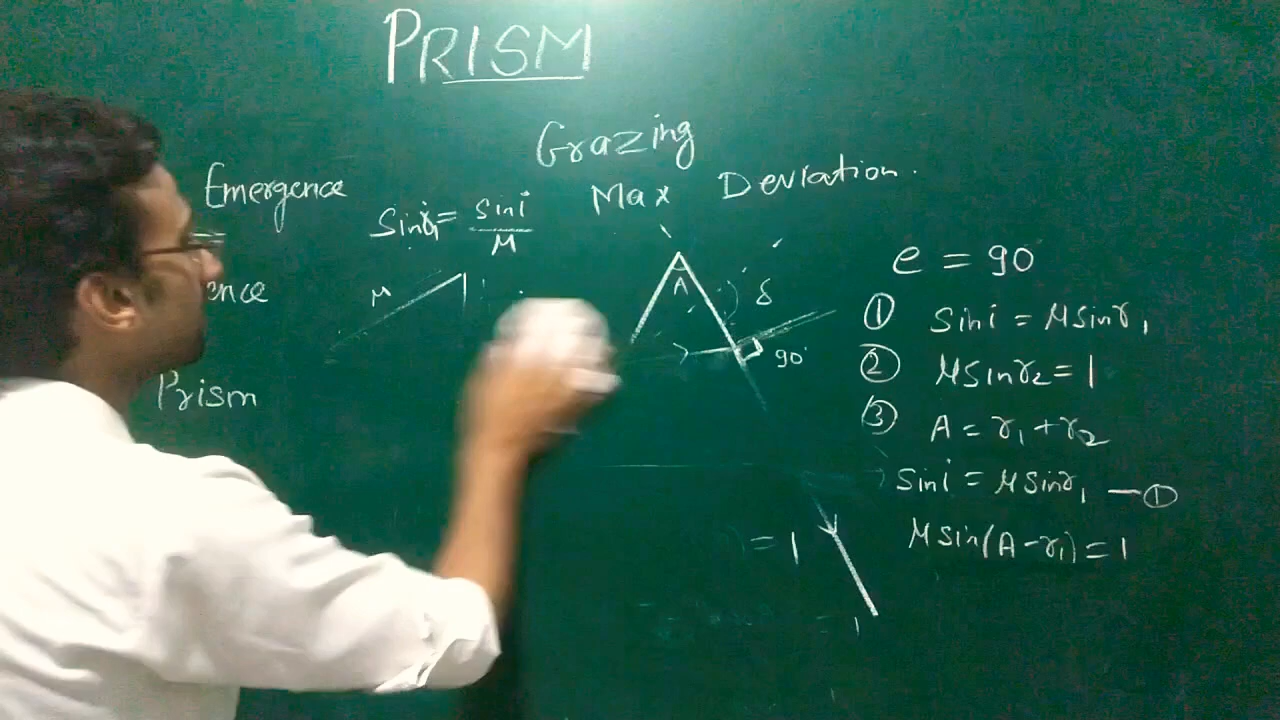 PRISM
Grazing
Emergence
Max Deviation.
Sin r₁ = sin i / μ
e = 90
A
δ
μ
ence
① sin i = μ sin r₁
90°
② μ sin r₂ = 1
Prism
③ A = r₁ + r₂
sin i = μ sin r₁ — ①
= 1
μ sin(A - r₁) = 1